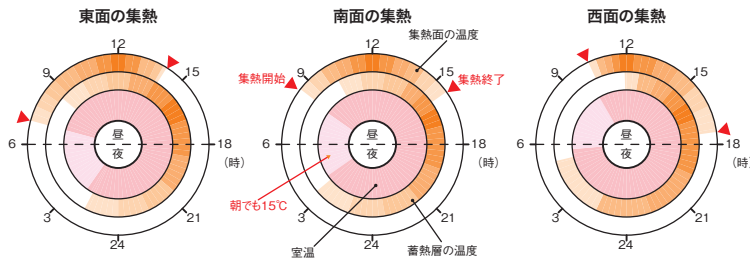 東面の集熱
12
9
15
6
昼
夜
18
(時)
3
21
24
南面の集熱
12
集熱面の温度
9
15
集熱開始
集熱終了
6
昼
夜
18
(時)
朝でも15℃
3
21
室温
24
蓄熱層の温度
西面の集熱
12
9
15
6
昼
夜
18
(時)
3
21
24